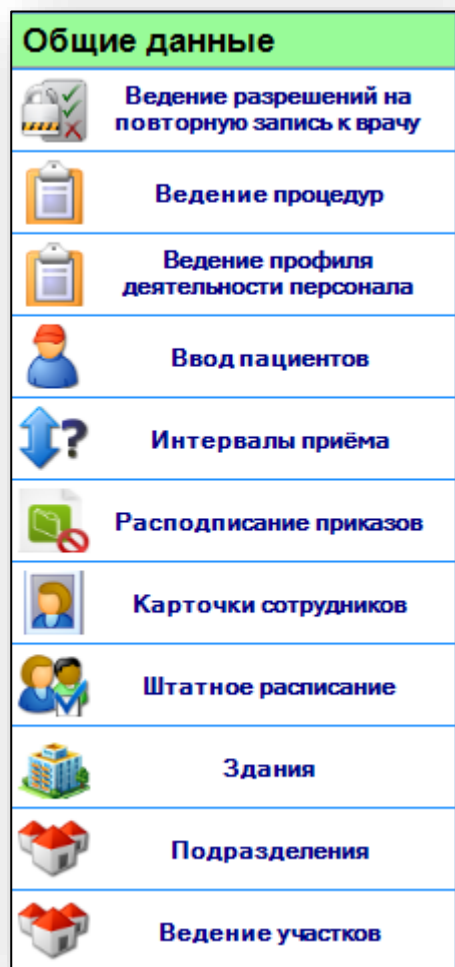 Общие данные
Ведение разрешений на
повторную запись к врачу
Ведение процедур
Ведение профиля
деятельности персонала
Ввод пациентов
Интервалы приёма
Расподписание приказов
Карточки сотрудников
Штатное расписание
Здания
Подразделения
Ведение участков